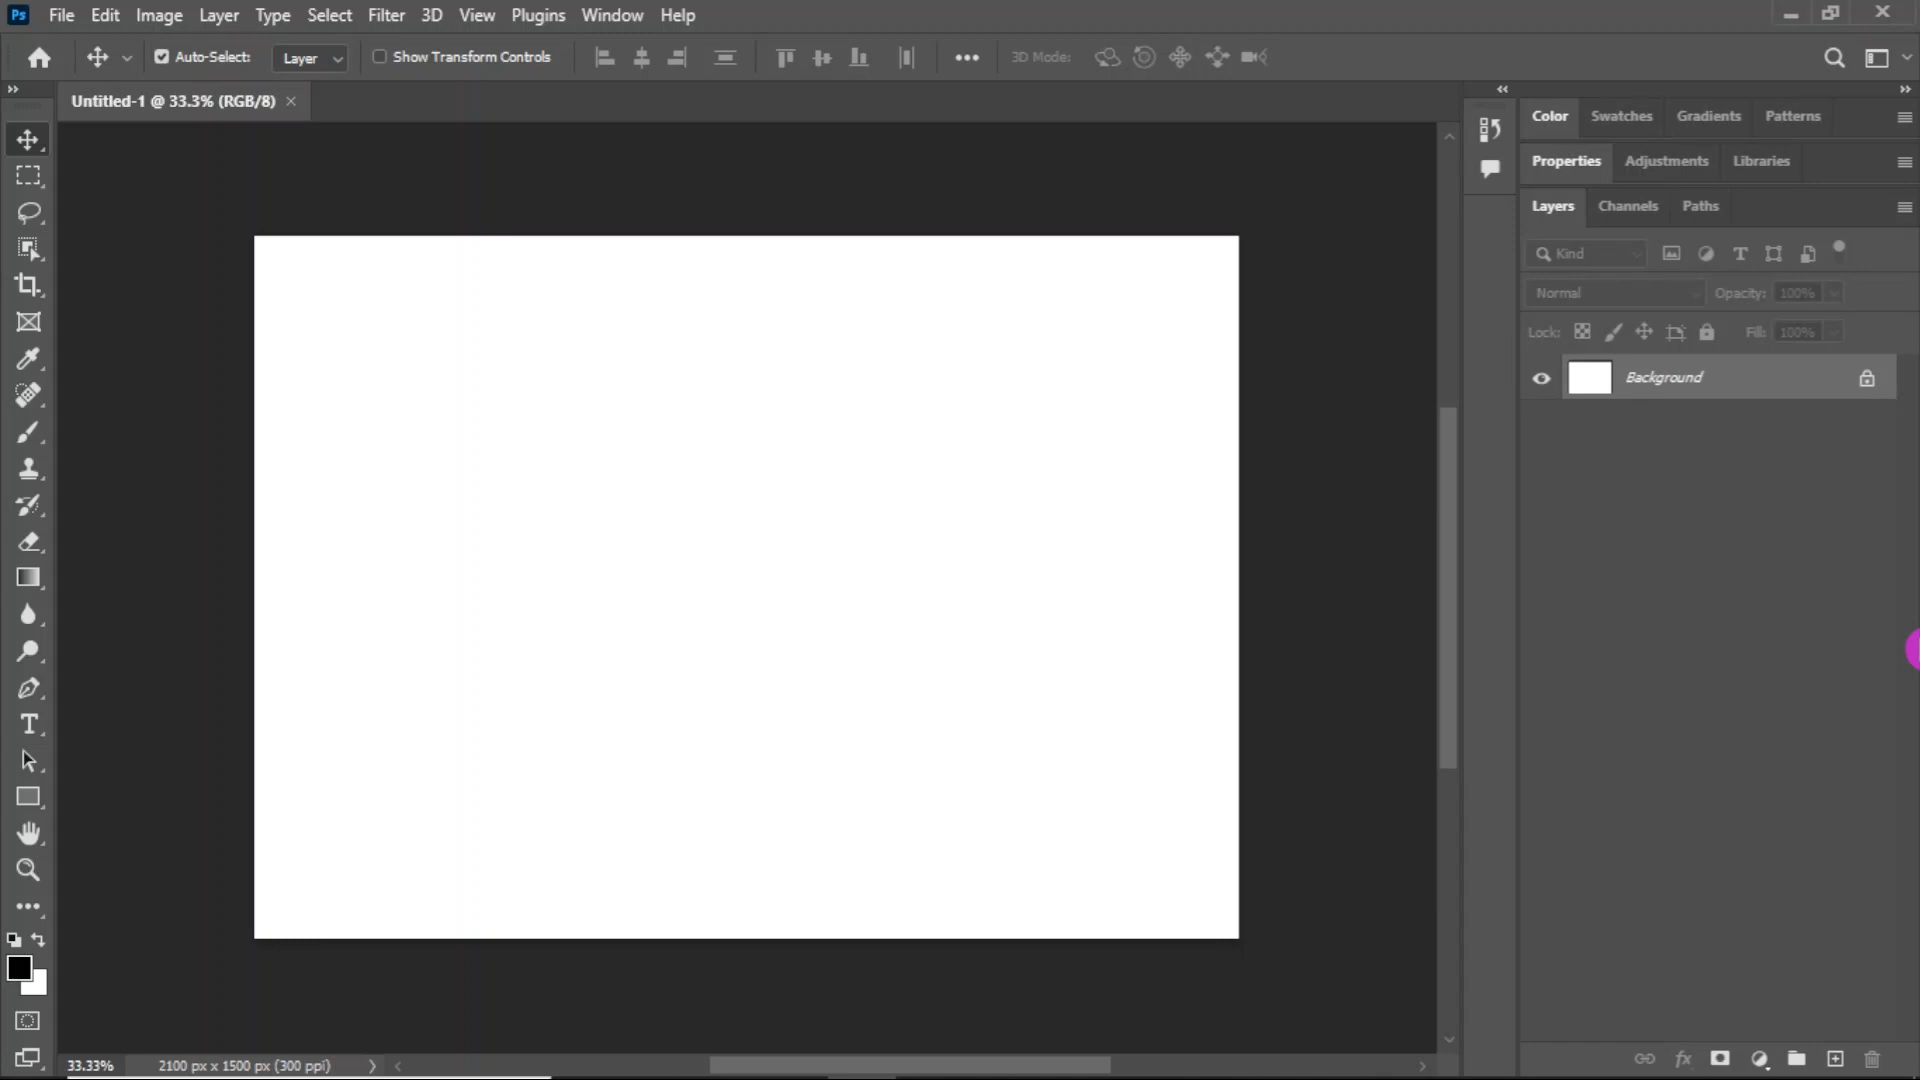 Ps File Edit Image Layer Type Select Filter 3D View Plugins Window Help
Auto-Select: Layer Show Transform Controls 3D Mode:
Untitled-1 @ 33.3% (RGB/8)
Color Swatches Gradients Patterns
Properties Adjustments Libraries
Layers Channels Paths
Kind
Normal Opacity: 100%
Lock: Fill: 100%
Background
33.33% 2100 px x 1500 px (300 ppi)